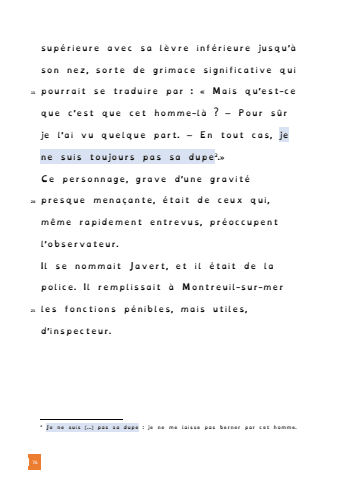 supérieure avec sa lèvre inférieure jusqu'à
son nez, sorte de grimace significative qui
15 pourrait se traduire par : « Mais qu'est-ce
que c'est que cet homme-là ? – Pour sûr
je l'ai vu quelque part. – En tout cas, je
ne suis toujours pas sa dupe².»
Ce personnage, grave d'une gravité
20 presque menaçante, était de ceux qui,
même rapidement entrevus, préoccupent
l'observateur.
Il se nommait Javert, et il était de la
police. Il remplissait à Montreuil-sur-mer
25 les fonctions pénibles, mais utiles,
d'inspecteur.
² Je ne suis [...] pas sa dupe : je ne me laisse pas berner par cet homme.